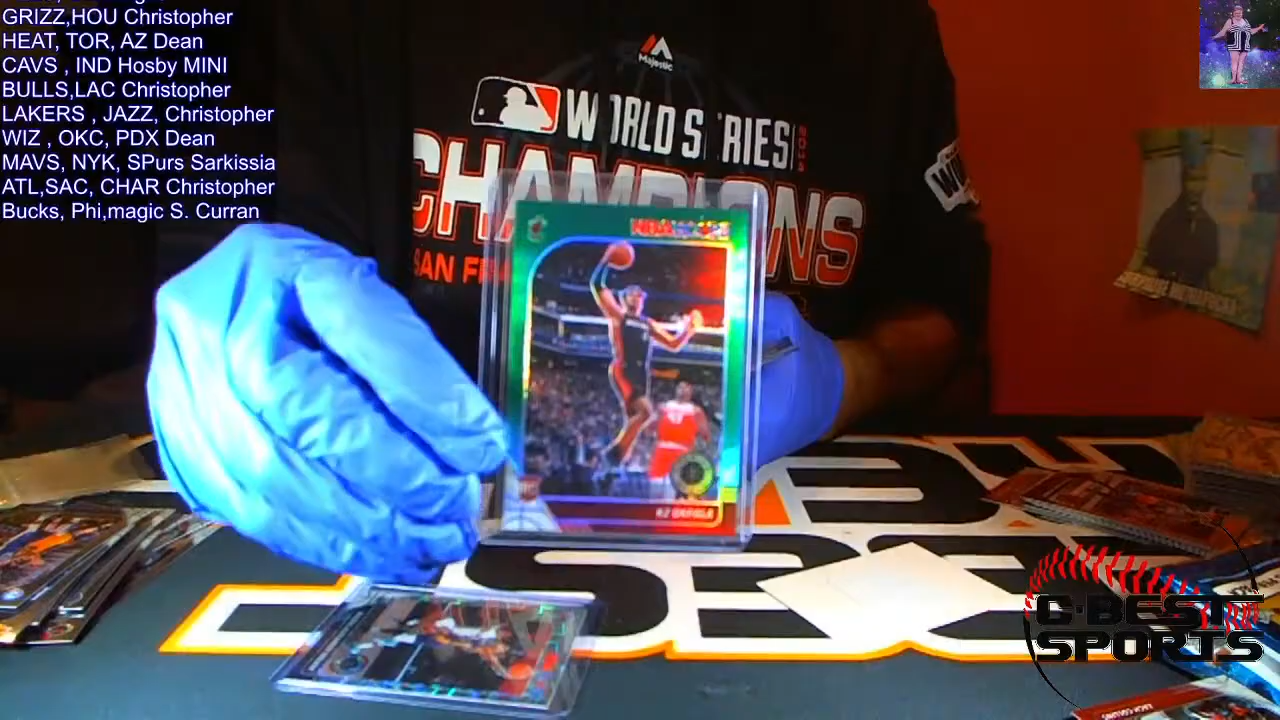 GRIZZ,HOU Christopher
HEAT, TOR, AZ Dean
CAVS , IND Hosby MINI
BULLS,LAC Christopher
LAKERS , JAZZ, Christopher
WIZ , OKC, PDX Dean
MAVS, NYK, SPurs Sarkissia
ATL,SAC, CHAR Christopher
Bucks, Phi,magic S. Curran
Majestic
WORLD SERIES
CHAMPIONS
SAN
NBA HOOPS
KZ OKPALA
C·BEST
SPORTS